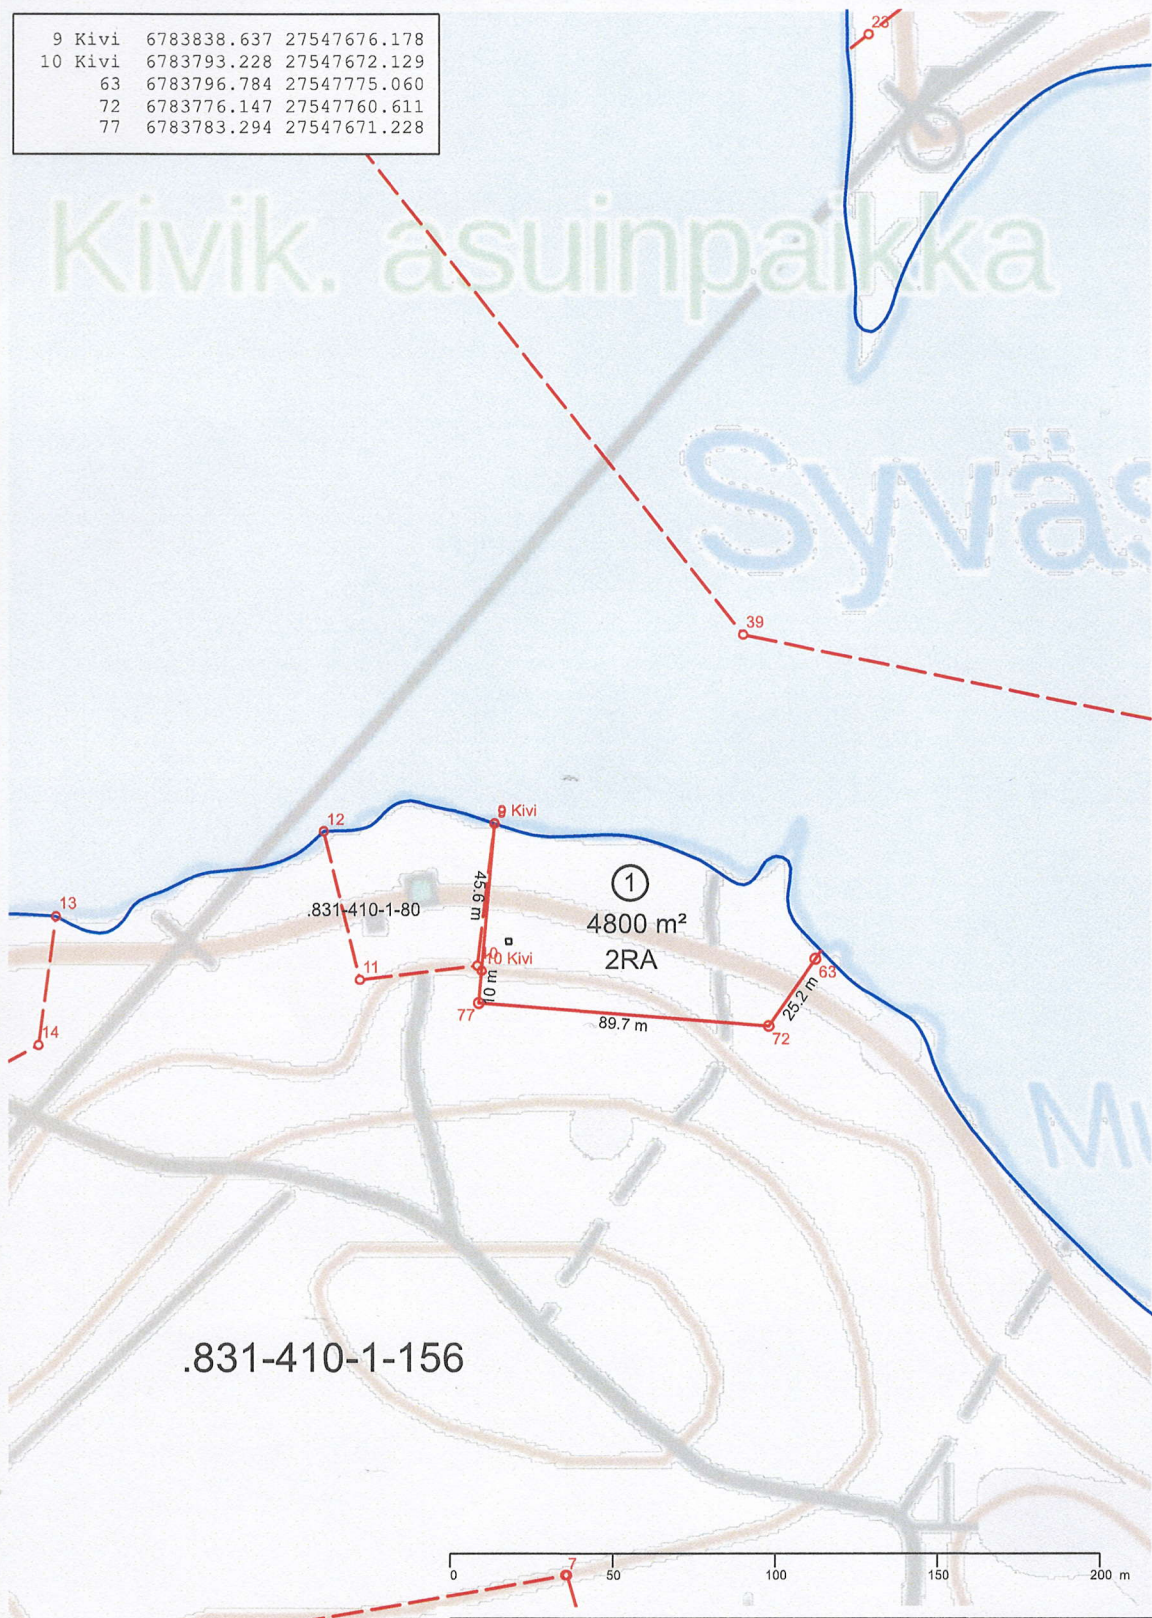 9 Kivi 6783838.637 27547676.178
10 Kivi 6783793.228 27547672.129
63 6783796.784 27547775.060
72 6783776.147 27547760.611
77 6783783.294 27547671.228
23
Kivik. asuinpaikka
Syväs
39
9 Kivi
12
45.6 m
1
.831-410-1-80
4800 m²
13
2RA
10 Kivi
11
63
10 m
25.2 m
77
89.7 m
72
14
Mu
.831-410-1-156
4
7
0 50 100 150 200 m